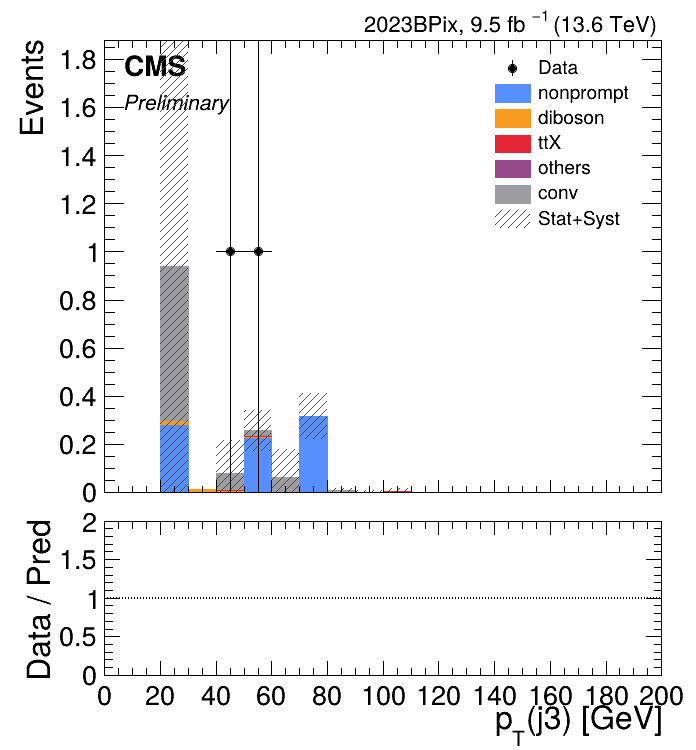 2023BPix, 9.5 fb⁻¹ (13.6 TeV)
CMS
Preliminary
Events
1.8
1.6
1.4
1.2
1
0.8
0.6
0.4
0.2
0
Data
nonprompt
diboson
ttX
others
conv
Stat+Syst
Data / Pred
2
1.5
1
0.5
0
0 20 40 60 80 100 120 140 160 180 200
p_T(j3) [GeV]